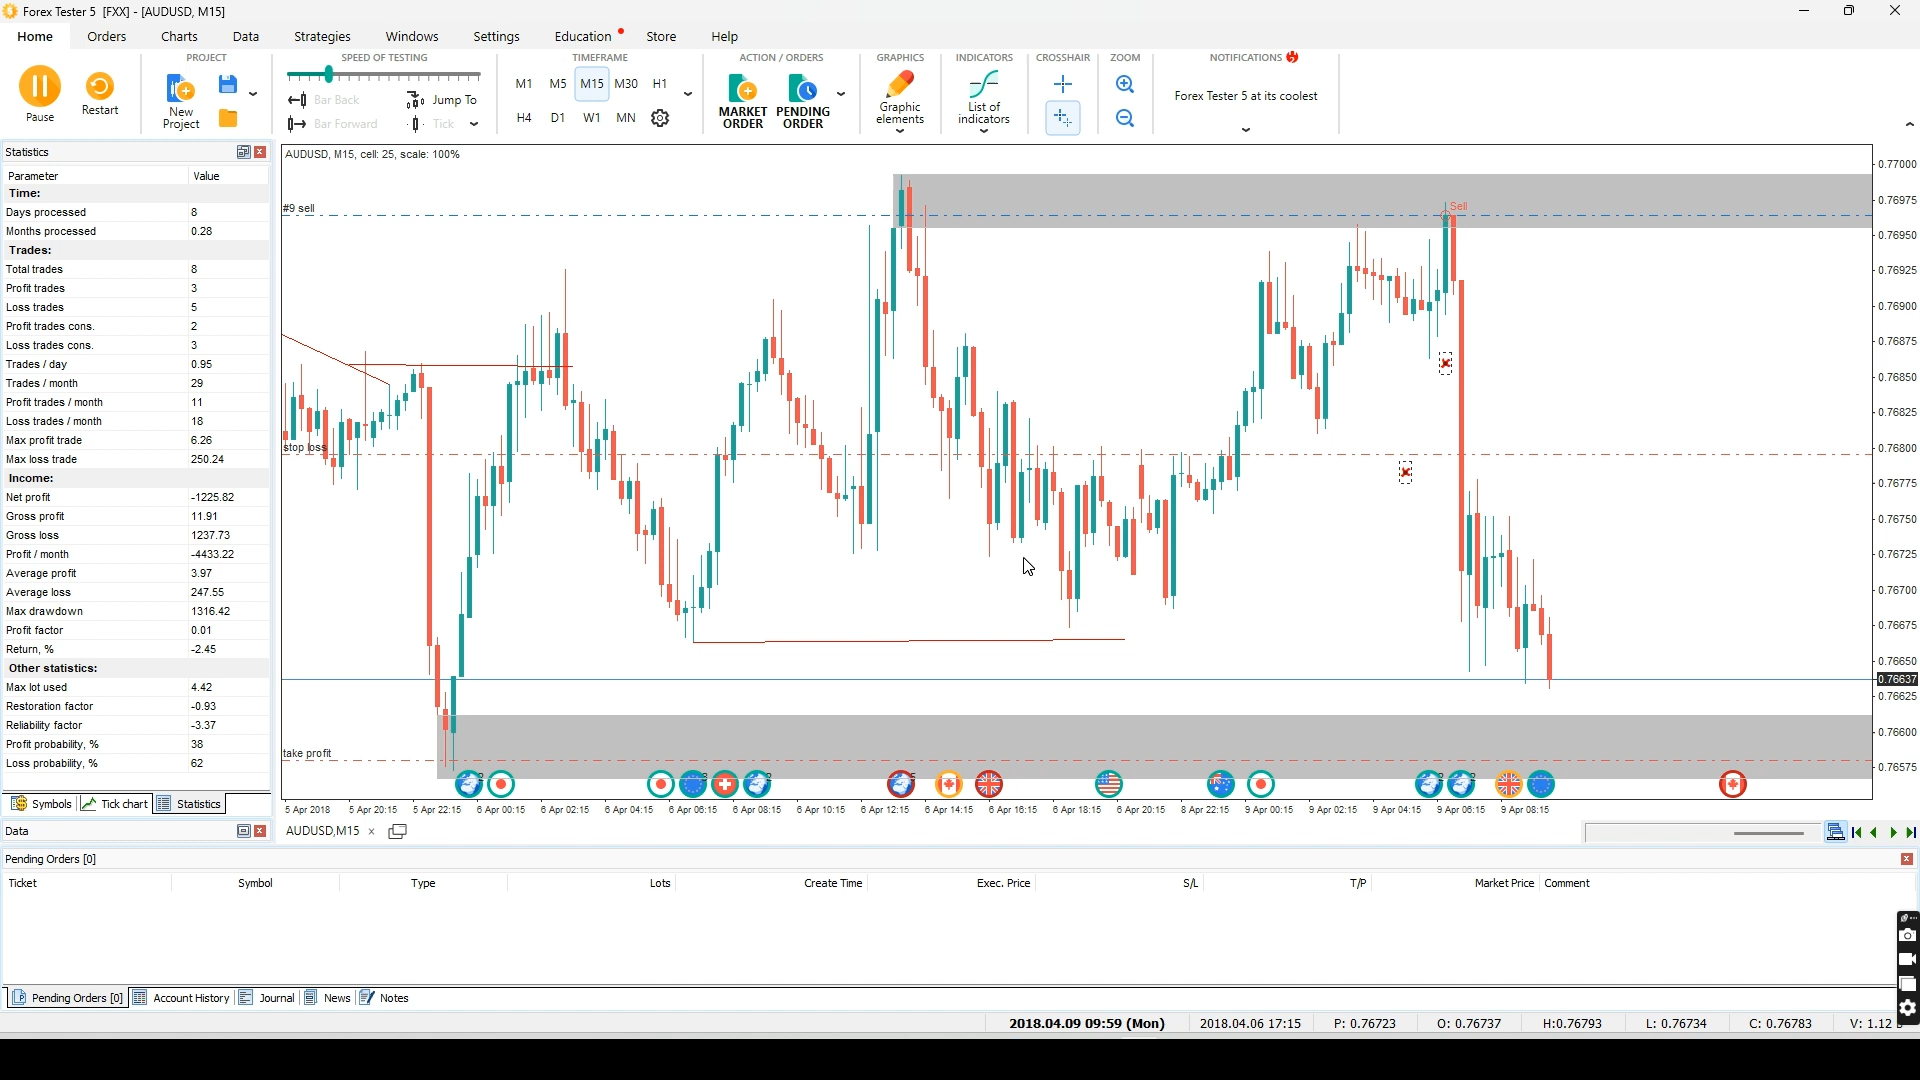 Forex Tester 5 [FXX] - [AUDUSD, M15]
Home Orders Charts Data Strategies Windows Settings Education Store Help
PROJECT SPEED OF TESTING TIMEFRAME ACTION / ORDERS GRAPHICS INDICATORS CROSSHAIR ZOOM NOTIFICATIONS
Pause Restart New Project
Bar Back Jump To
Bar Forward Tick
M1 M5 M15 M30 H1
H4 D1 W1 MN
MARKET ORDER PENDING ORDER
Graphic elements
List of indicators
Forex Tester 5 at its coolest
Statistics
Parameter Value
Time:
Days processed 8
Months processed 0.28
Trades:
Total trades 8
Profit trades 3
Loss trades 5
Profit trades cons. 2
Loss trades cons. 3
Trades / day 0.95
Trades / month 29
Profit trades / month 11
Loss trades / month 18
Max profit trade 6.26
Max loss trade 250.24
Income:
Net profit -1225.82
Gross profit 11.91
Gross loss 1237.73
Profit / month -4433.22
Average profit 3.97
Average loss 247.55
Max drawdown 1316.42
Profit factor 0.01
Return, % -2.45
Other statistics:
Max lot used 4.42
Restoration factor -0.93
Reliability factor -3.37
Profit probability, % 38
Loss probability, % 62
Symbols Tick chart Statistics
Data
AUDUSD, M15, cell: 25, scale: 100%
#9 sell
Sell
stop loss
take profit
0.77000
0.76975
0.76950
0.76925
0.76900
0.76875
0.76850
0.76825
0.76800
0.76775
0.76750
0.76725
0.76700
0.76675
0.76650
0.76637
0.76625
0.76600
0.76575
5 Apr 2018 5 Apr 20:15 5 Apr 22:15 6 Apr 00:15 6 Apr 02:15 6 Apr 04:15 6 Apr 06:15 6 Apr 08:15 6 Apr 10:15 6 Apr 12:15 6 Apr 14:15 6 Apr 16:15 6 Apr 18:15 6 Apr 20:15 8 Apr 22:15 9 Apr 00:15 9 Apr 02:15 9 Apr 04:15 9 Apr 06:15 9 Apr 08:15
AUDUSD,M15
Pending Orders [0]
Ticket Symbol Type Lots Create Time Exec. Price S/L T/P Market Price Comment
Pending Orders [0] Account History Journal News Notes
2018.04.09 09:59 (Mon) 2018.04.06 17:15 P: 0.76723 O: 0.76737 H:0.76793 L: 0.76734 C: 0.76783 V: 1.12